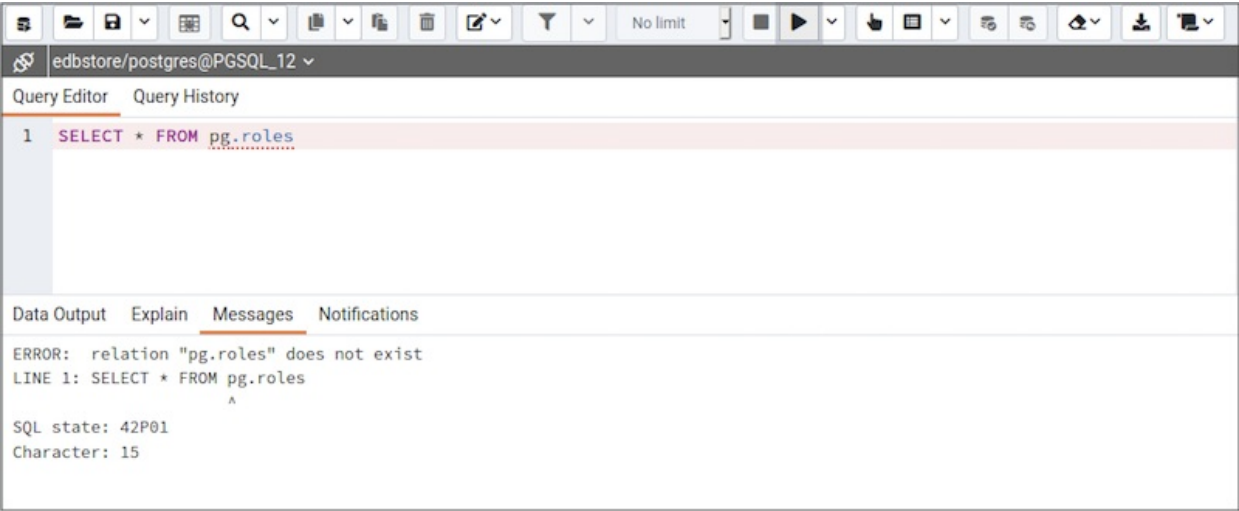 No limit
edbstore/postgres@PGSQL_12
Query Editor Query History
1 SELECT * FROM pg.roles
Data Output Explain Messages Notifications
ERROR:  relation "pg.roles" does not exist
LINE 1: SELECT * FROM pg.roles
^
SQL state: 42P01
Character: 15